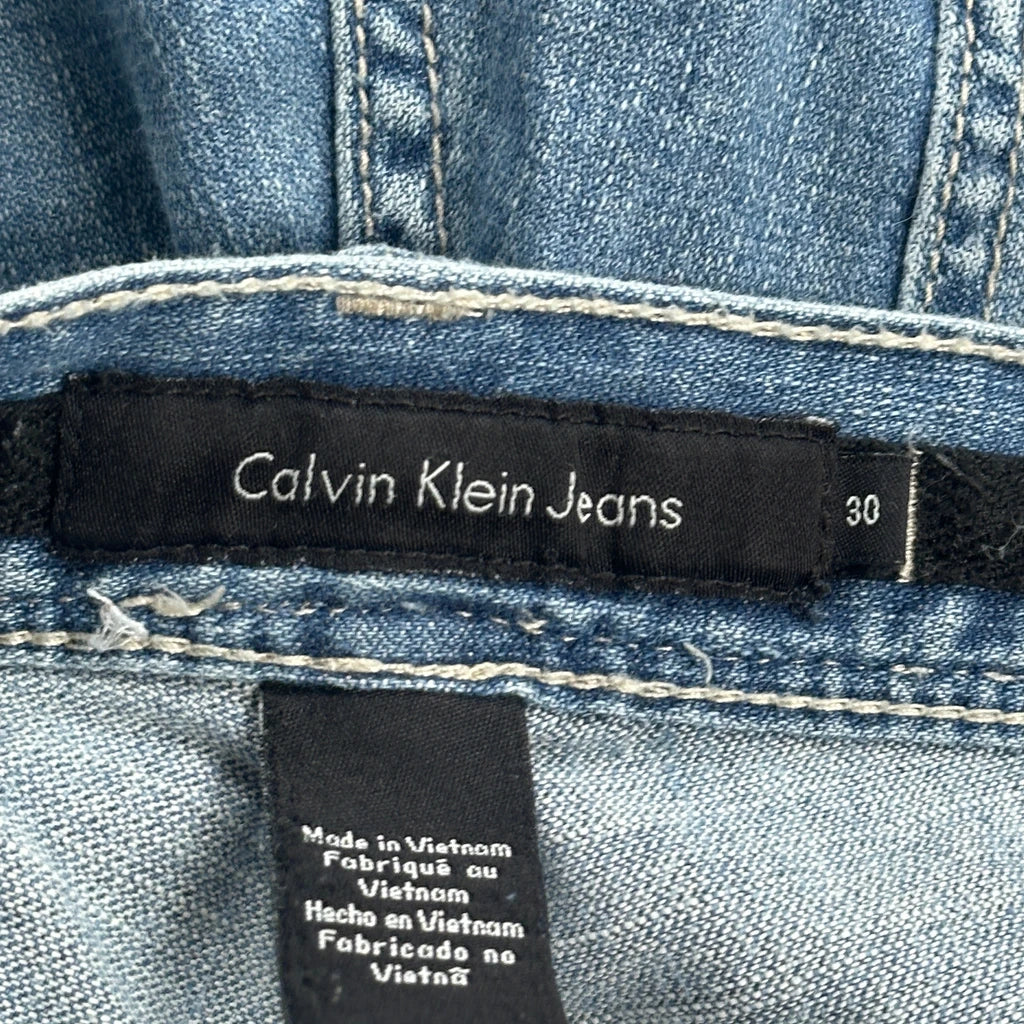 Calvin Klein Jeans
30
Made in Vietnam
Fabriqué au
Vietnam
Hecho en Vietnam
Fabricado no
Vietnã